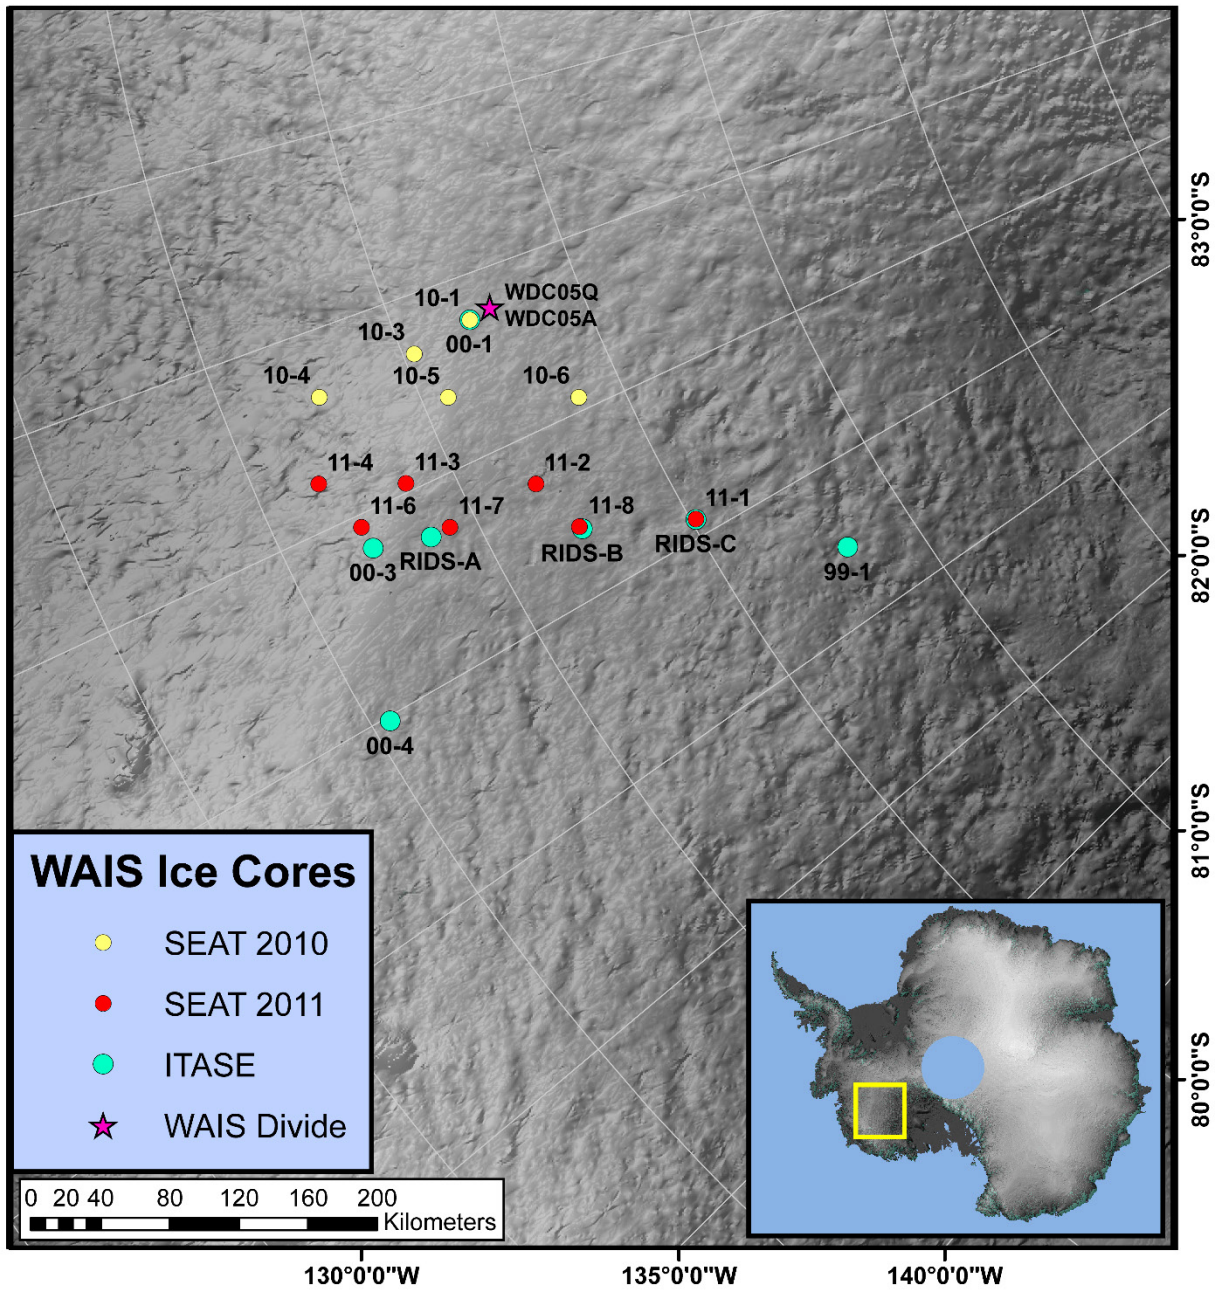 83°0'0"S
10-1
WDC05Q
WDC05A
10-3
00-1
10-4
10-5
10-6
11-4
11-3
11-2
11-6
11-7
11-8
11-1
00-3
RIDS-A
RIDS-B
RIDS-C
99-1
82°0'0"S
00-4
81°0'0"S
WAIS Ice Cores
SEAT 2010
SEAT 2011
ITASE
WAIS Divide
80°0'0"S
0 20 40 80 120 160 200
Kilometers
130°0'0"W
135°0'0"W
140°0'0"W